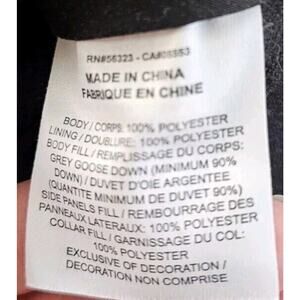 RN#56323 - CA#05553
MADE IN CHINA
FABRIQUE EN CHINE
BODY / CORPS: 100% POLYESTER
LINING / DOUBLURE: 100% POLYESTER
BODY FILL / REMPLISSAGE DU CORPS:
GREY GOOSE DOWN (MINIMUM 90%
DOWN) / DUVET D'OIE ARGENTEE
(QUANTITE MINIMUM DE DUVET 90%)
SIDE PANELS FILL / REMBOURRAGE DES
PANNEAUX LATERAUX: 100% POLYESTER
COLLAR FILL / GARNISSAGE DU COL:
100% POLYESTER
EXCLUSIVE OF DECORATION /
DECORATION NON COMPRISE